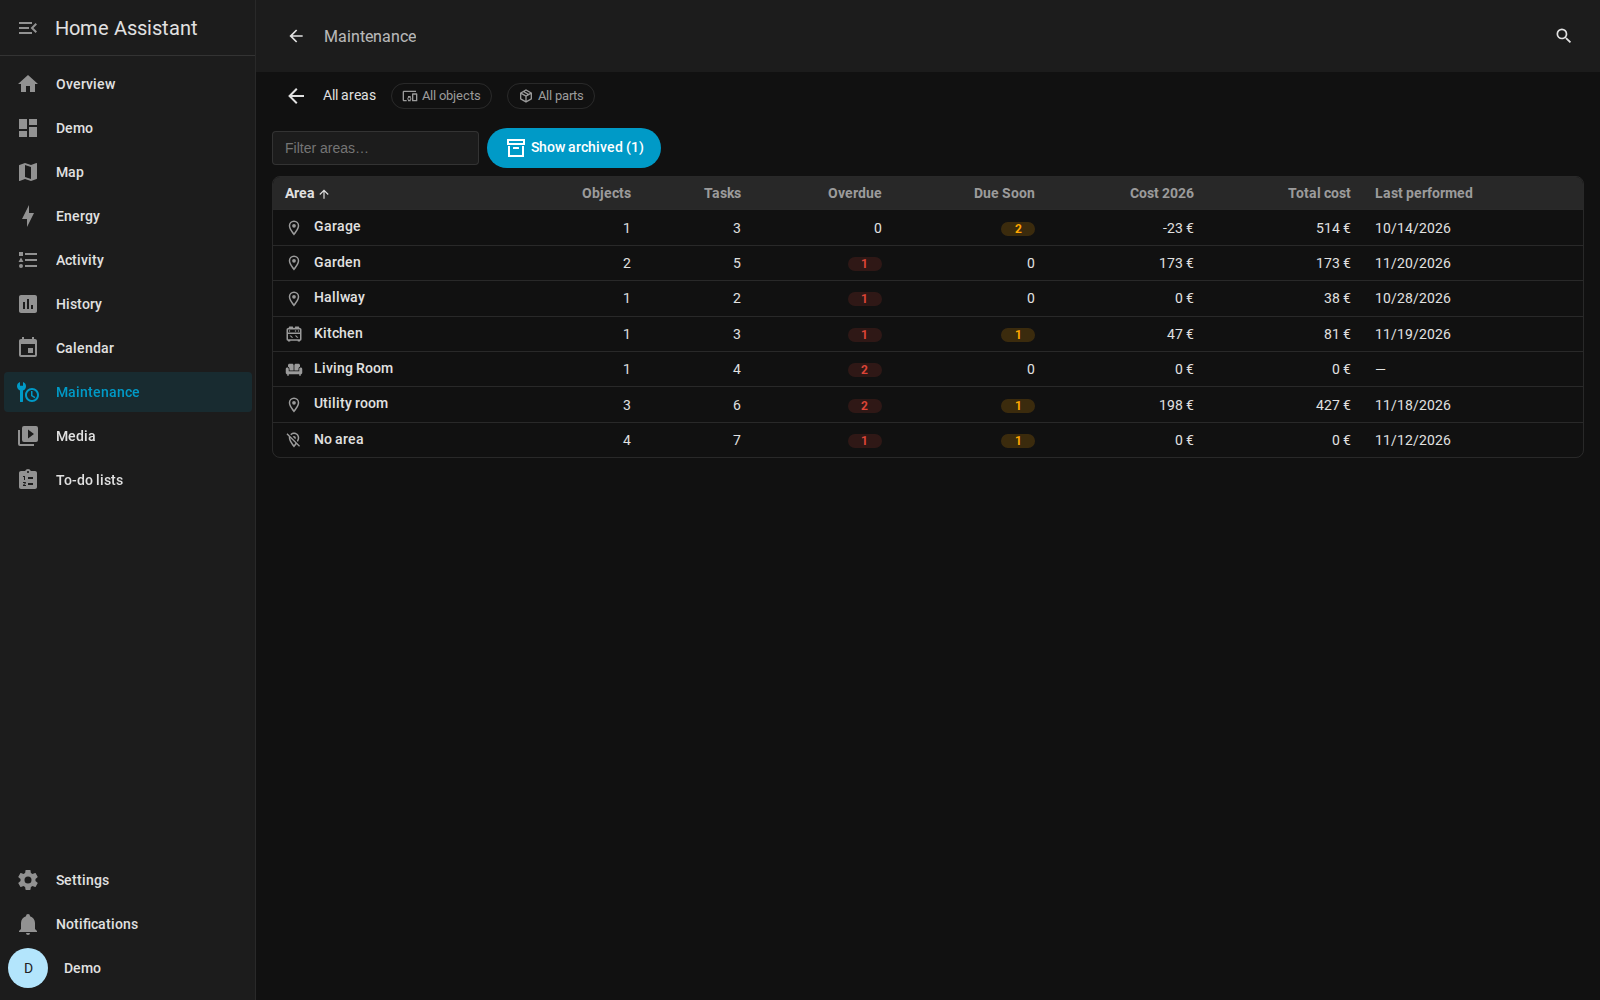 Home Assistant
Maintenance
Overview
Demo
Map
Energy
Activity
History
Calendar
Maintenance
Media
To-do lists
Settings
Notifications
D Demo
All areas All objects All parts
Filter areas… Show archived (1)
Area Objects Tasks Overdue Due Soon Cost 2026 Total cost Last performed
Garage 1 3 0 2 -23 € 514 € 10/14/2026
Garden 2 5 1 0 173 € 173 € 11/20/2026
Hallway 1 2 1 0 0 € 38 € 10/28/2026
Kitchen 1 3 1 1 47 € 81 € 11/19/2026
Living Room 1 4 2 0 0 € 0 € —
Utility room 3 6 2 1 198 € 427 € 11/18/2026
No area 4 7 1 1 0 € 0 € 11/12/2026